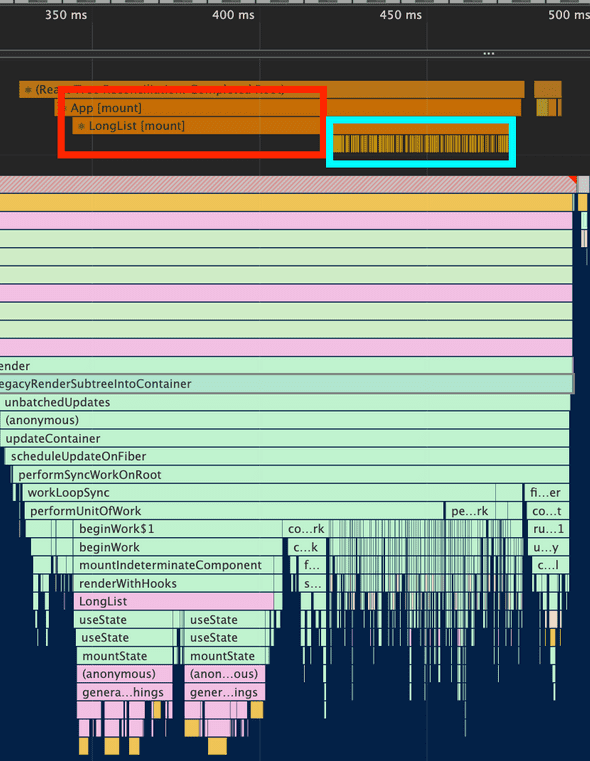 350 ms 400 ms 450 ms 500 ms
App [mount]
LongList [mount]
ender
egacyRenderSubtreeIntoContainer
unbatchedUpdates
(anonymous)
updateContainer
scheduleUpdateOnFiber
performSyncWorkOnRoot
workLoopSync fi…er
performUnitOfWork pe…rk co…t
beginWork$1 co…rk ru…1
beginWork c…k u…y
mountIndeterminateComponent f… c…l
renderWithHooks s…
LongList
useState useState
useState useState
mountState mountState
(anonymous) (anon…ous)
genera…hings gener…ings